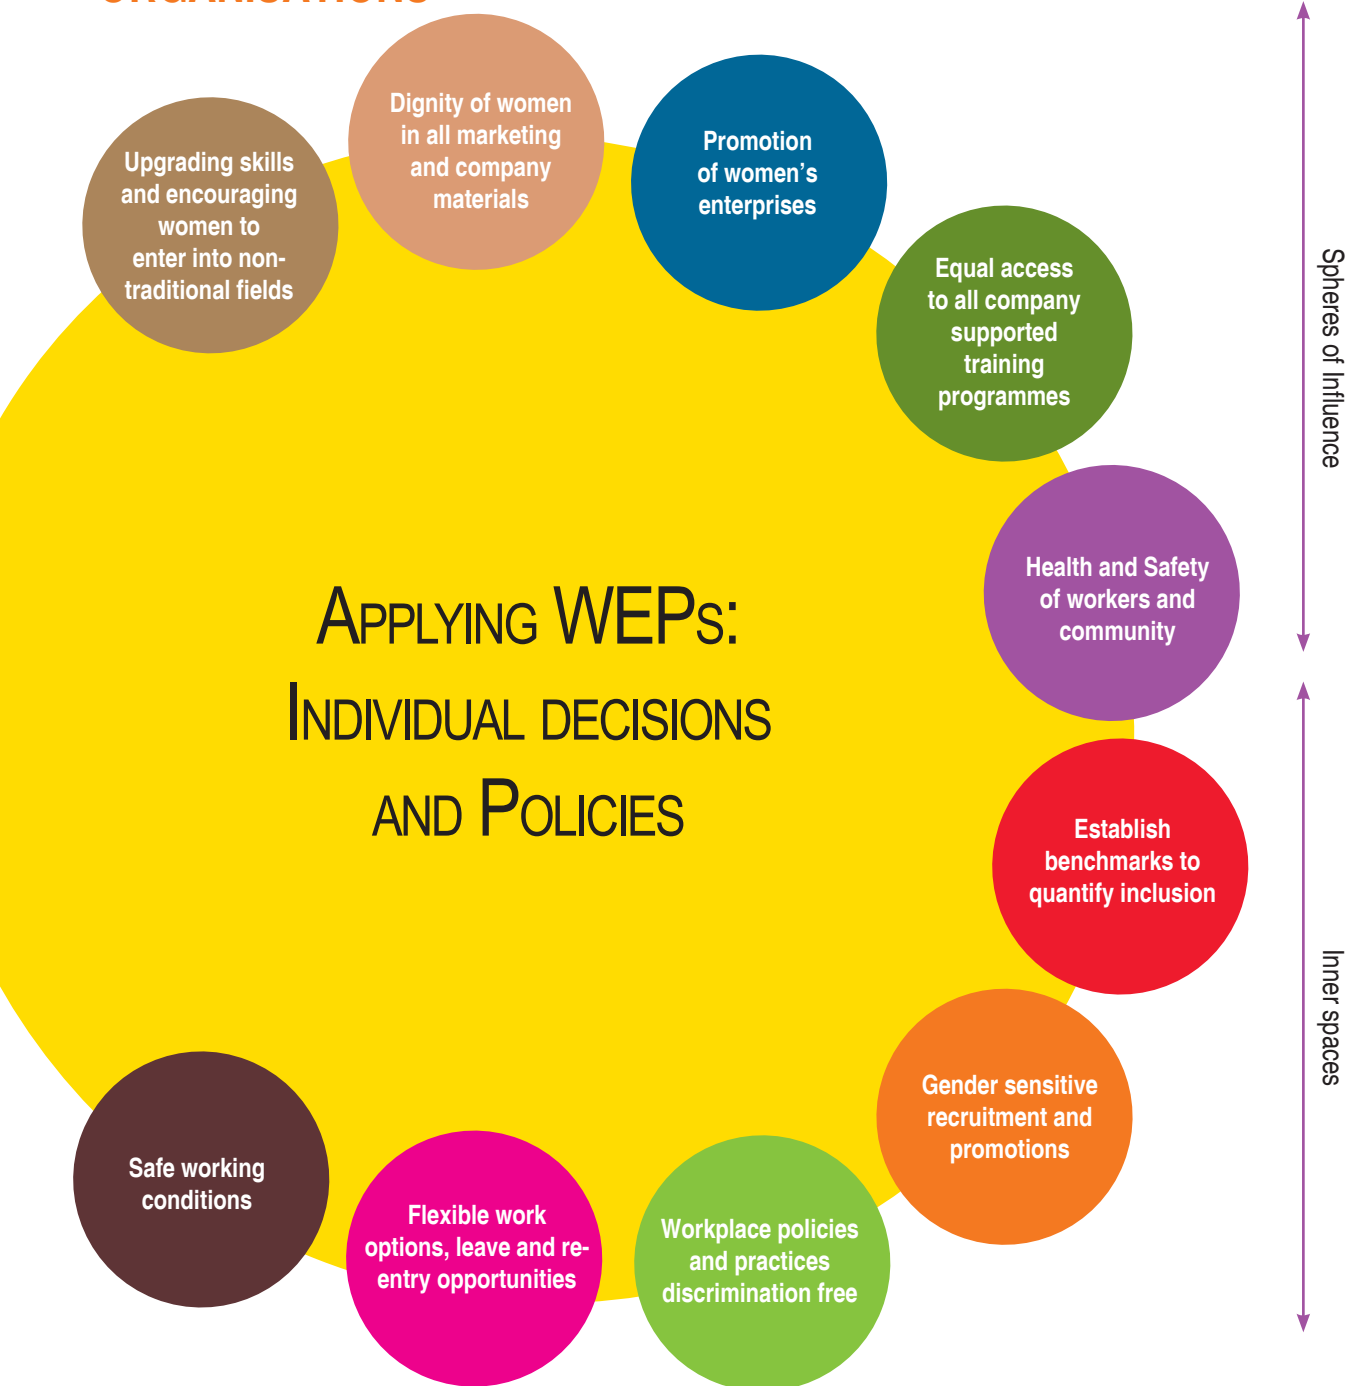 ORGANISATIONS
Dignity of women
in all marketing
and company
materials
Promotion
of women’s
enterprises
Upgrading skills
and encouraging
women to
enter into non-
traditional fields
Equal access
to all company
supported
training
programmes
Spheres of Influence
Health and Safety
of workers and
community
APPLYING WEPS:
INDIVIDUAL DECISIONS
AND POLICIES
Establish
benchmarks to
quantify inclusion
Inner spaces
Gender sensitive
recruitment and
promotions
Safe working
conditions
Flexible work
options, leave and re-
entry opportunities
Workplace policies
and practices
discrimination free